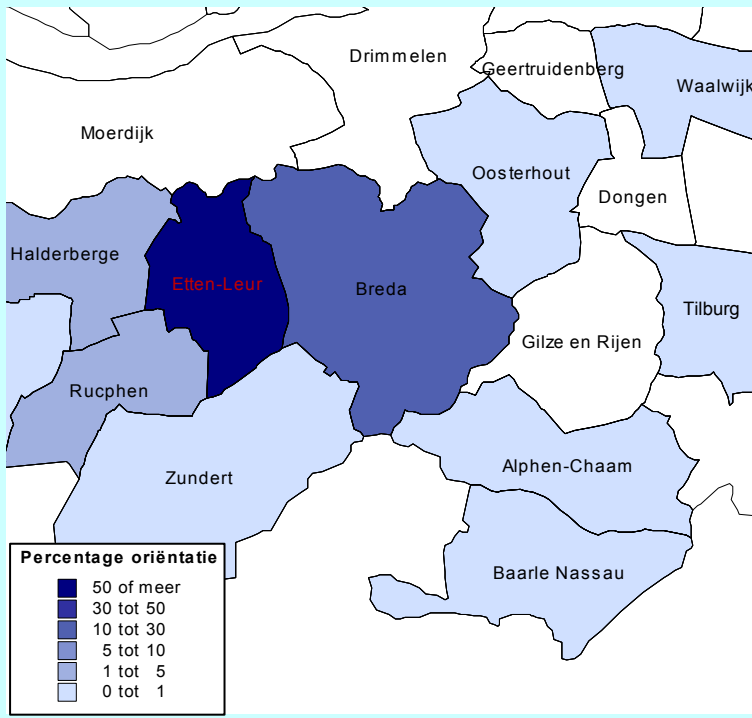 Drimmelen
Geertruidenberg
Waalwijk
Moerdijk
Oosterhout
Dongen
Halderberge
Etten-Leur
Breda
Tilburg
Gilze en Rijen
Rucphen
Zundert
Alphen-Chaam
Baarle Nassau
Percentage oriëntatie
50 of meer
30 tot 50
10 tot 30
5 tot 10
1 tot 5
0 tot 1